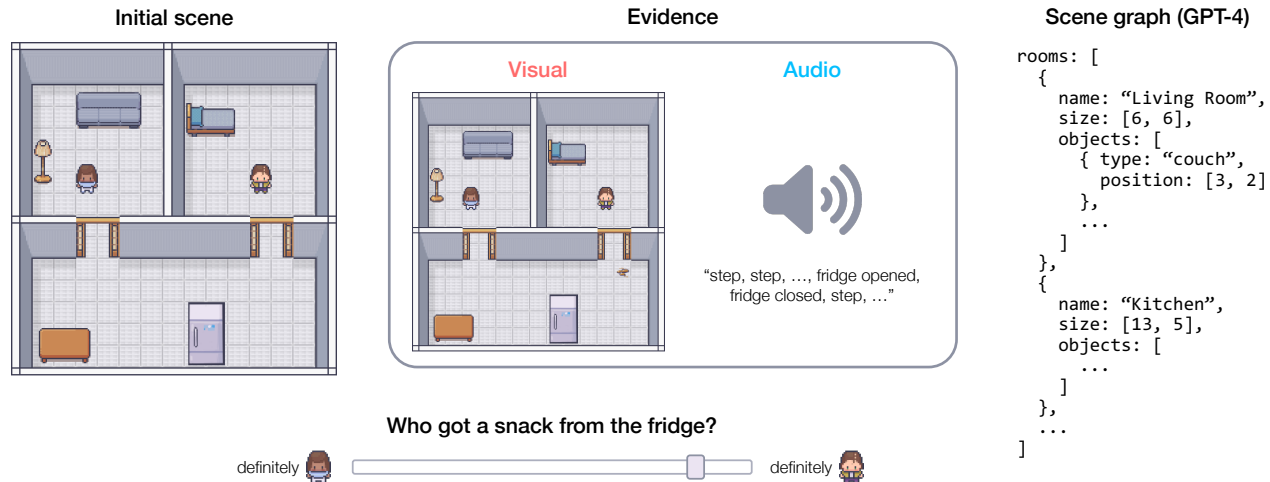 Initial scene
Evidence
Scene graph (GPT-4)
Visual
Audio
“step, step, …, fridge opened,
fridge closed, step, …”
rooms: [
  {
    name: “Living Room”,
    size: [6, 6],
    objects: [
      { type: “couch”,
        position: [3, 2]
      },
      ...
    ]
  },
  {
    name: “Kitchen”,
    size: [13, 5],
    objects: [
      ...
    ]
  },
  ...
]
Who got a snack from the fridge?
definitely
definitely